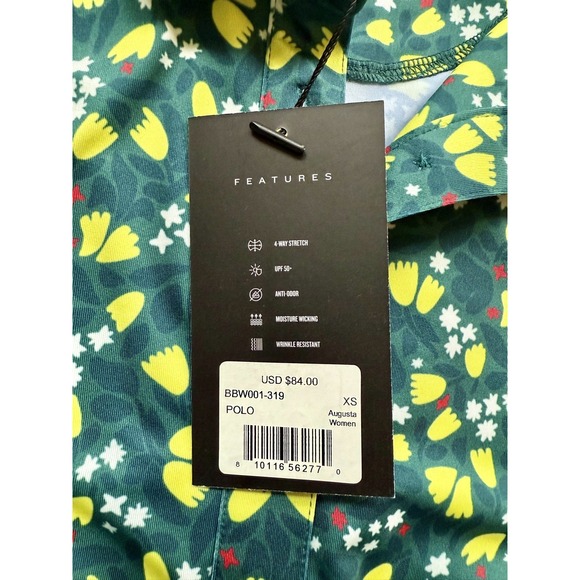 FEATURES
4-WAY STRETCH
UPF 50+
ANTI-ODOR
MOISTURE WICKING
WRINKLE RESISTANT
USD $84.00
BBW001-319 XS
POLO Augusta
Women
8 10116 56277 0